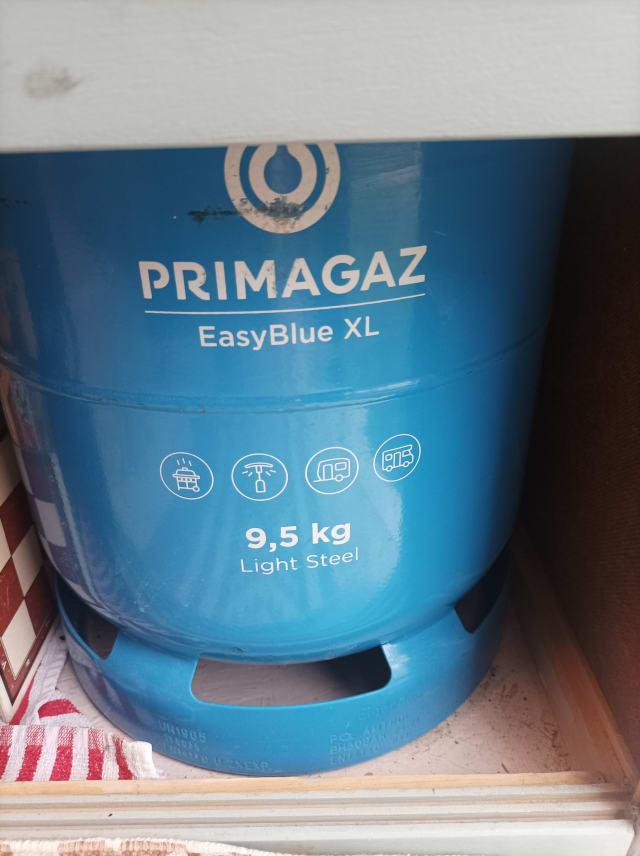 PRIMAGAZ
EasyBlue XL
9,5 kg
Light Steel